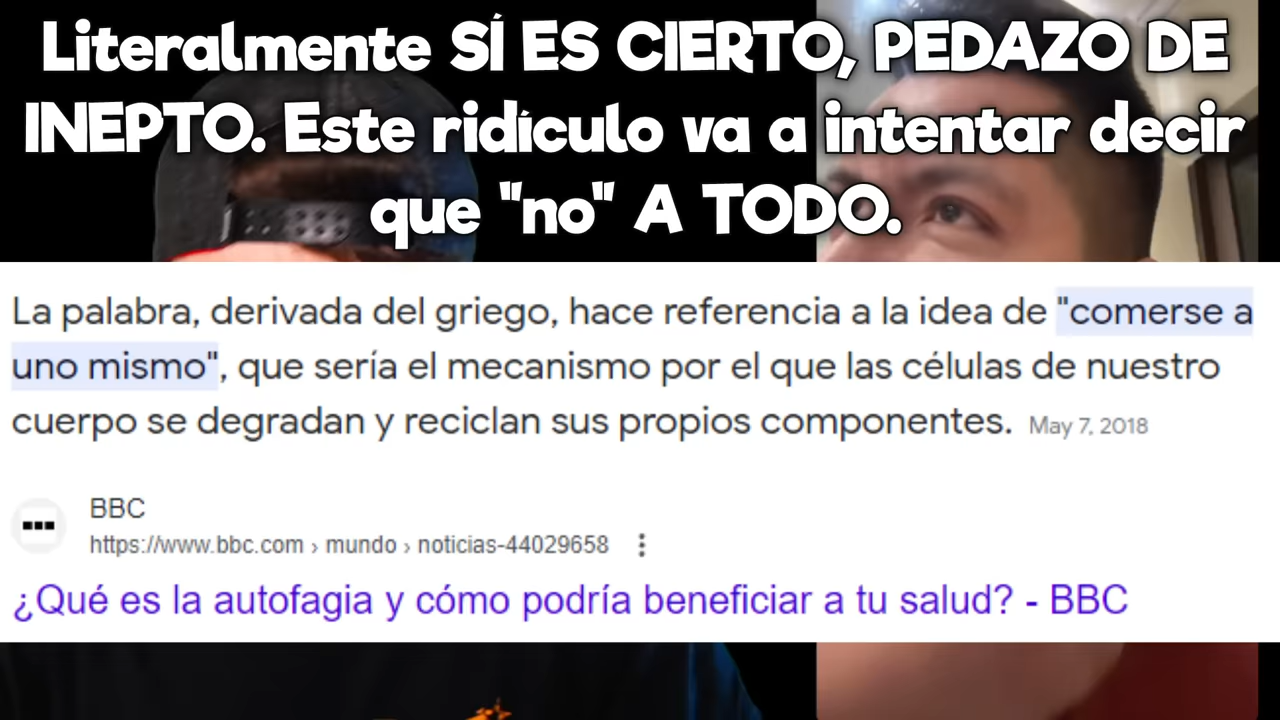 Literalmente SÍ ES CIERTO, PEDAZO DE
INEPTO. Este ridículo va a intentar decir
que "no" A TODO.
La palabra, derivada del griego, hace referencia a la idea de "comerse a
uno mismo", que sería el mecanismo por el que las células de nuestro
cuerpo se degradan y reciclan sus propios componentes. May 7, 2018
BBC
https://www.bbc.com › mundo › noticias-44029658
¿Qué es la autofagia y cómo podría beneficiar a tu salud? - BBC